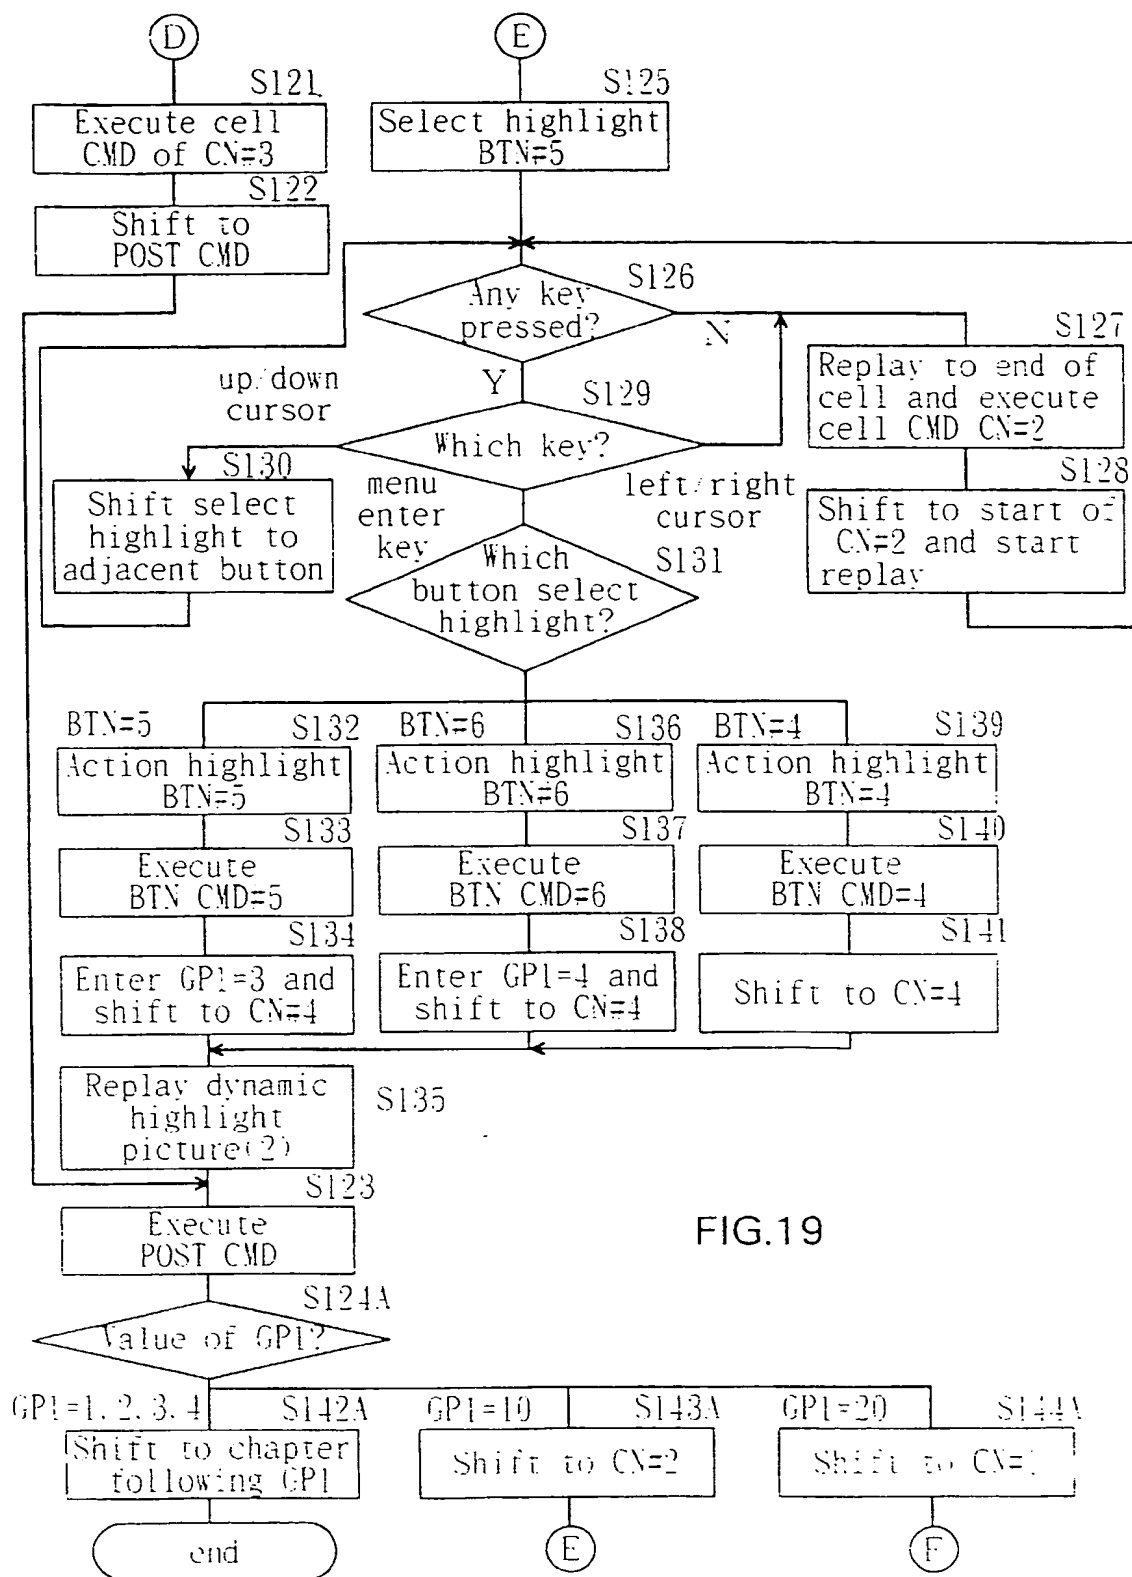 D
S121
Execute cell
CMD of CN=3
S122
Shift to
POST CMD
E
S125
Select highlight
BTN=5
S126
Any key
pressed?
N
Y
S127
Replay to end of
cell and execute
cell CMD CN=2
S128
Shift to start of
CN=2 and start
replay
up/down
cursor
S129
Which key?
S130
Shift select
highlight to
adjacent button
menu
enter
key
left/right
cursor
S131
Which
button select
highlight?
BTN=5
S132
Action highlight
BTN=5
S133
Execute
BTN CMD=5
S134
Enter GP1=3 and
shift to CN=4
BTN=6
S136
Action highlight
BTN=6
S137
Execute
BTN CMD=6
S138
Enter GP1=4 and
shift to CN=4
BTN=4
S139
Action highlight
BTN=4
S140
Execute
BTN CMD=4
S141
Shift to CN=4
Replay dynamic
highlight
picture(2)
S135
S123
Execute
POST CMD
FIG.19
S124A
Value of GP1?
GP1=1, 2, 3, 4
S142A
Shift to chapter
following GP1
end
GP1=10
S143A
Shift to CN=2
E
GP1=20
S144A
Shift to CN=
F